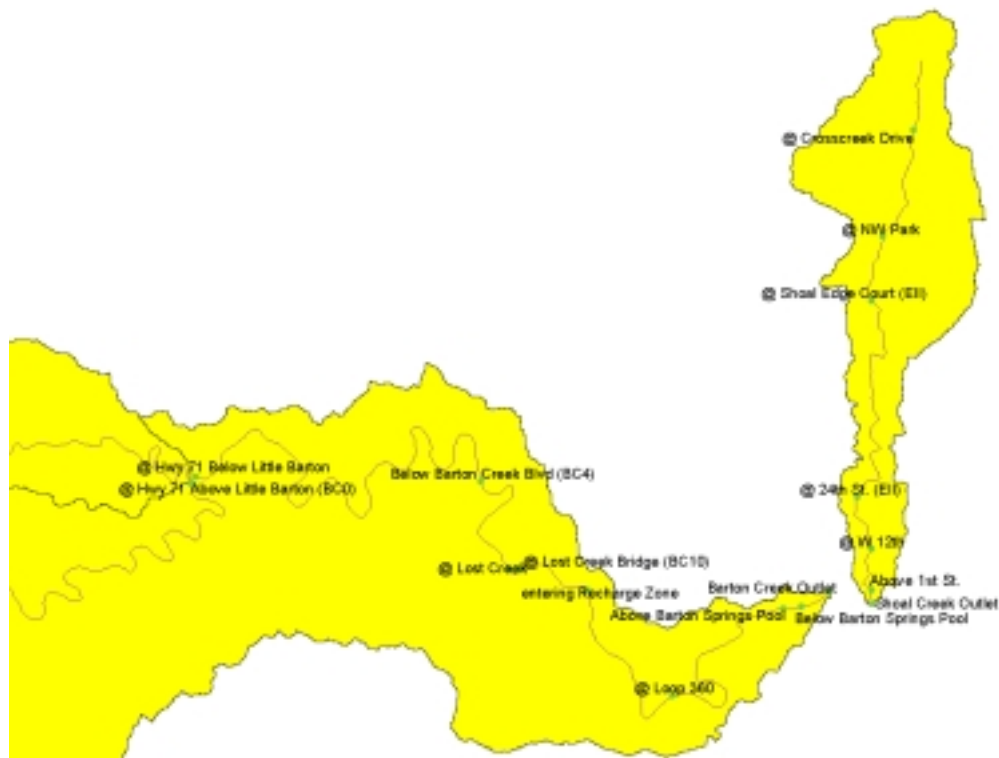 @ Crosscreek Drive
@ NW Park
@ Shoal Edge Court (EII)
@ Hwy 71 Below Little Barton
@ Hwy 71 Above Little Barton (BC0)
Below Barton Creek Blvd (BC4)
@ 24th St. (EII)
@ W 12th
@ Lost Creek
@ Lost Creek Bridge (BC10)
entering Recharge Zone
Barton Creek Outlet
Above 1st St.
Shoal Creek Outlet
Above Barton Springs Pool
Below Barton Springs Pool
@ Loop 360